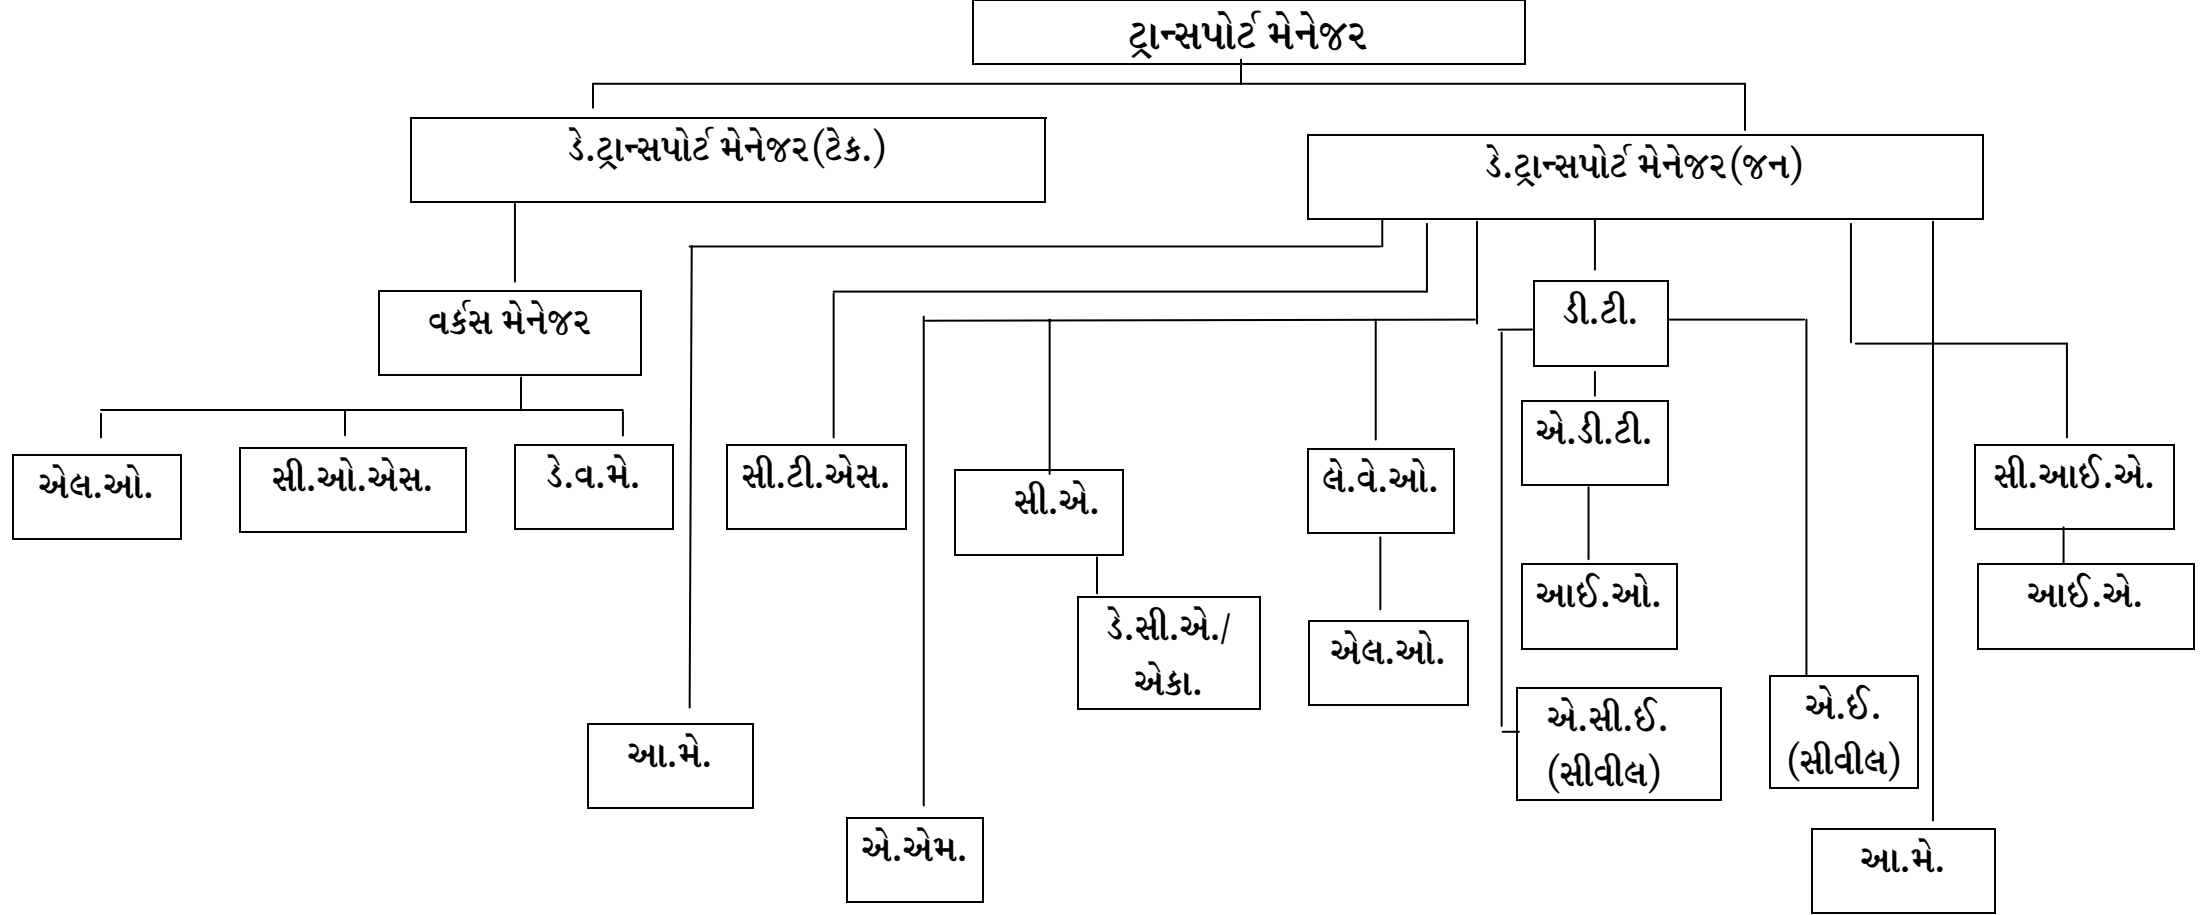 ટ્રાન્સપોર્ટ મેનેજર
ડે.ટ્રાન્સપોર્ટ મેનેજર(ટેક.)
ડે.ટ્રાન્સપોર્ટ મેનેજર(જન)
વર્કસ મેનેજર
ડી.ટી.
એ.ડી.ટી.
એલ.ઓ.
સી.ઓ.એસ.
ડે.વ.મે.
સી.ટી.એસ.
સી.એ.
લે.વે.ઓ.
સી.આઈ.એ.
ડે.સી.એ./
એકા.
એલ.ઓ.
આઈ.ઓ.
આઈ.એ.
આ.મે.
એ.સી.ઈ.
(સીવીલ)
એ.ઈ.
(સીવીલ)
એ.એમ.
આ.મે.